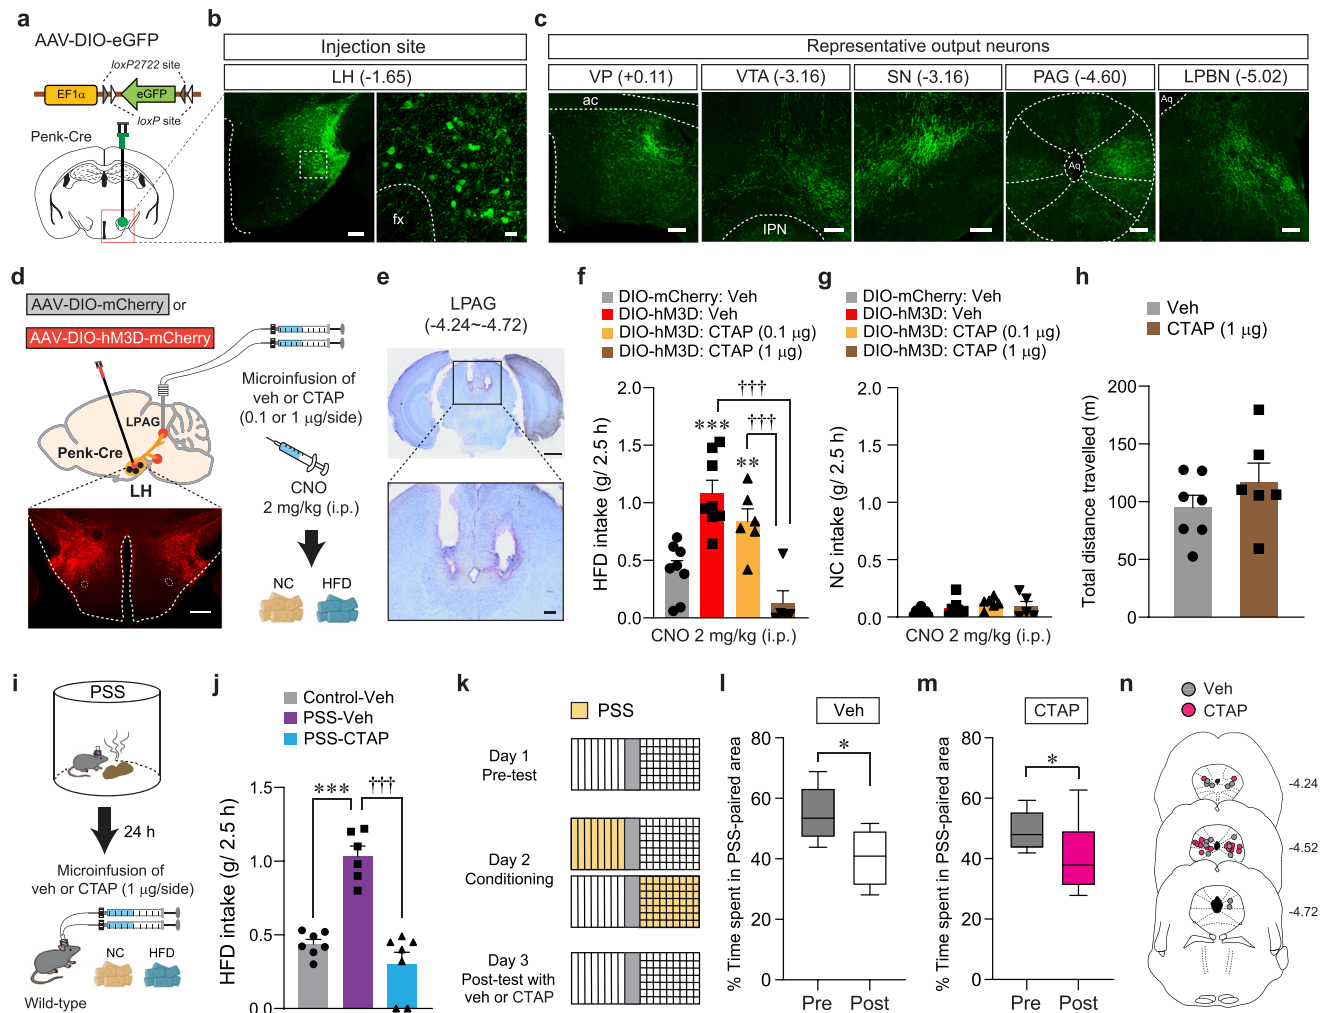 a
AAV-DIO-eGFP
loxP2722 site
EF1α
eGFP
loxP site
Penk-Cre
b
Injection site
LH (-1.65)
fx
c
Representative output neurons
VP (+0.11)
VTA (-3.16)
SN (-3.16)
PAG (-4.60)
LPBN (-5.02)
ac
IPN
Aq
Aq
d
AAV-DIO-mCherry or
AAV-DIO-hM3D-mCherry
LPAG
Penk-Cre
LH
Microinfusion of
veh or CTAP
(0.1 or 1 µg/side)
CNO
2 mg/kg (i.p.)
NC
HFD
e
LPAG
(-4.24~-4.72)
f
DIO-mCherry: Veh
DIO-hM3D: Veh
DIO-hM3D: CTAP (0.1 µg)
DIO-hM3D: CTAP (1 µg)
HFD intake (g/ 2.5 h)
2.0
1.5
1.0
0.5
0.0
***
**
†††
†††
CNO 2 mg/kg (i.p.)
g
DIO-mCherry: Veh
DIO-hM3D: Veh
DIO-hM3D: CTAP (0.1 µg)
DIO-hM3D: CTAP (1 µg)
NC intake (g/ 2.5 h)
2.0
1.5
1.0
0.5
0.0
CNO 2 mg/kg (i.p.)
h
Veh
CTAP (1 µg)
Total distance travelled (m)
200
150
100
50
0
i
PSS
24 h
Microinfusion of
veh or CTAP (1 µg/side)
NC
HFD
Wild-type
j
Control-Veh
PSS-Veh
PSS-CTAP
HFD intake (g/ 2.5 h)
1.5
1.0
0.5
0.0
***
†††
k
PSS
Day 1
Pre-test
Day 2
Conditioning
Day 3
Post-test with
veh or CTAP
l
Veh
% Time spent in PSS-paired area
80
60
40
20
0
*
Pre
Post
m
CTAP
% Time spent in PSS-paired area
80
60
40
20
0
*
Pre
Post
n
Veh
CTAP
-4.24
-4.52
-4.72